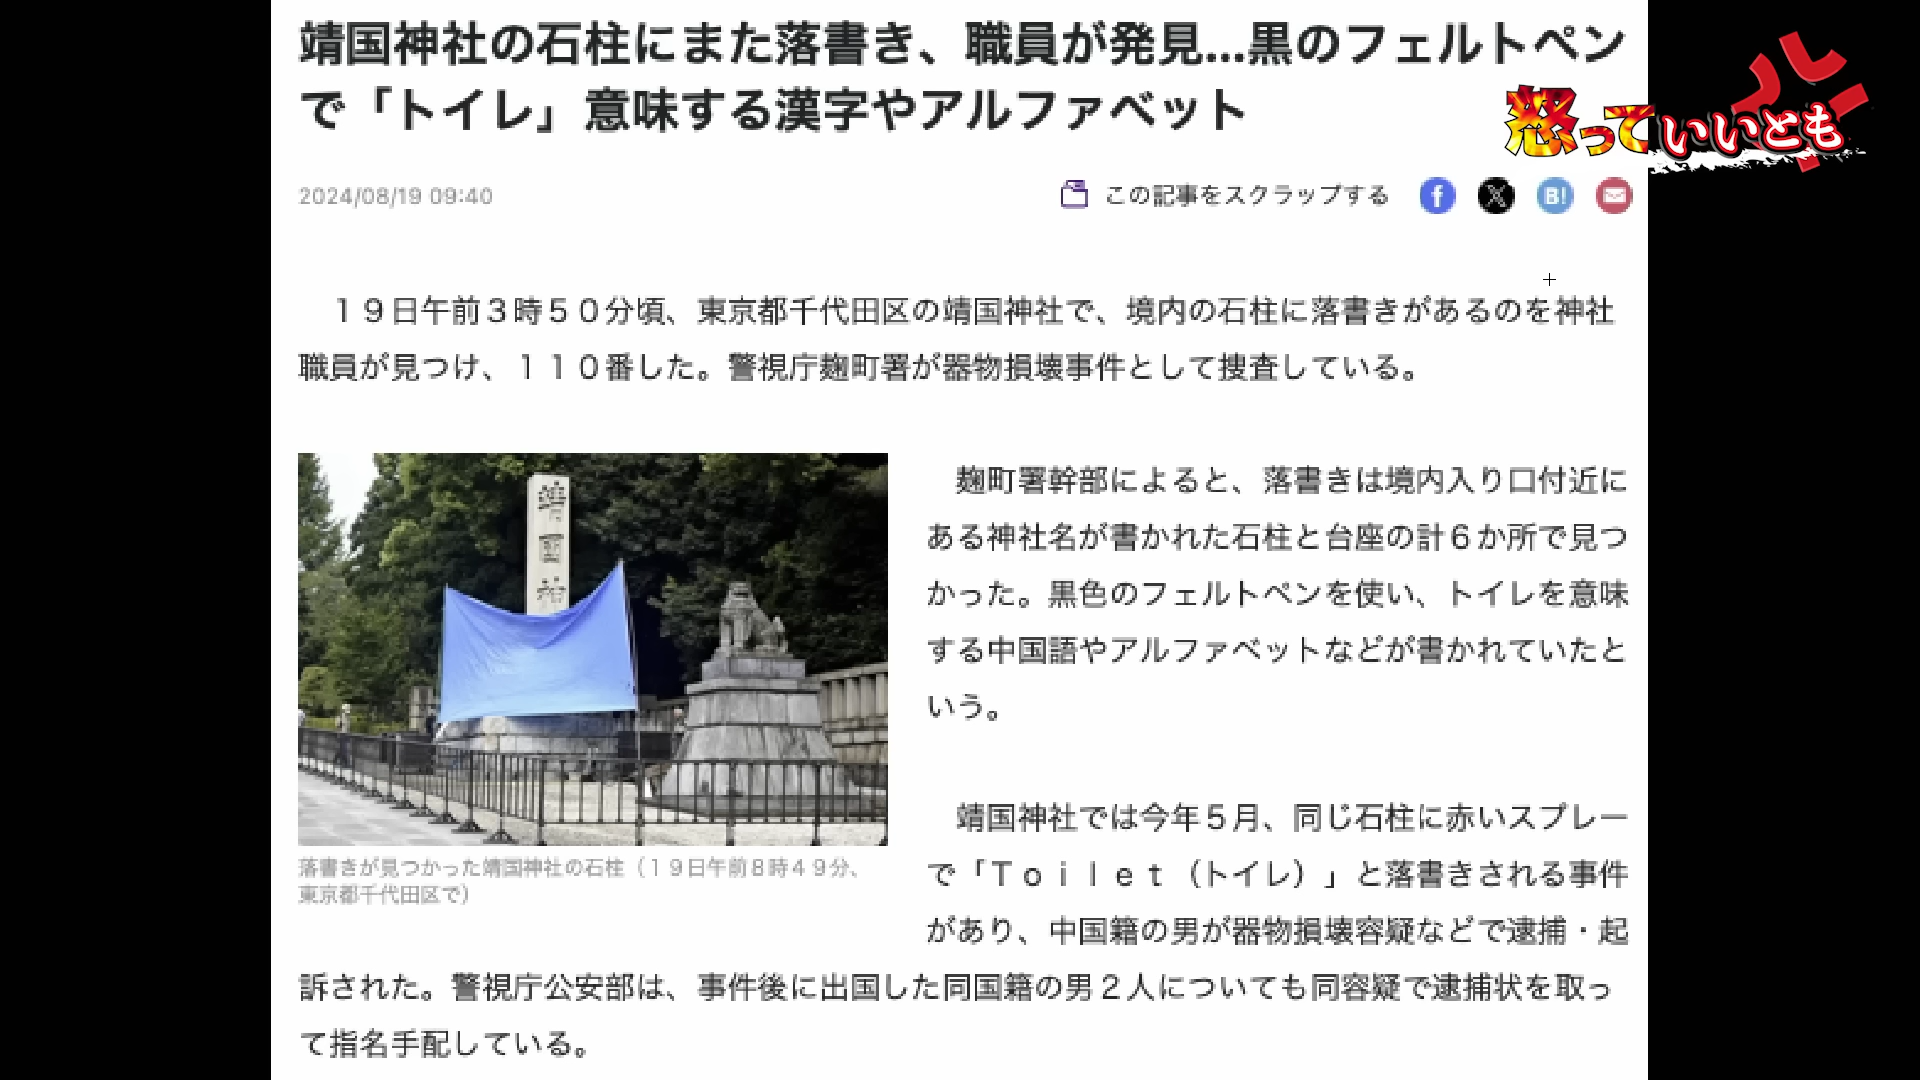 靖国神社の石柱にまた落書き、職員が発見…黒のフェルトペン
で「トイレ」意味する漢字やアルファベット
怒っていいとも
2024/08/19 09:40
この記事をスクラップする
f
X
B!
１９日午前３時５０分頃、東京都千代田区の靖国神社で、境内の石柱に落書きがあるのを神社
職員が見つけ、１１０番した。警視庁麹町署が器物損壊事件として捜査している。
靖国神
落書きが見つかった靖国神社の石柱（１９日午前８時４９分、
東京都千代田区で）
麹町署幹部によると、落書きは境内入り口付近に
ある神社名が書かれた石柱と台座の計６か所で見つ
かった。黒色のフェルトペンを使い、トイレを意味
する中国語やアルファベットなどが書かれていたと
いう。
靖国神社では今年５月、同じ石柱に赤いスプレー
で「Ｔｏｉｌｅｔ（トイレ）」と落書きされる事件
があり、中国籍の男が器物損壊容疑などで逮捕・起
訴された。警視庁公安部は、事件後に出国した同国籍の男２人についても同容疑で逮捕状を取っ
て指名手配している。